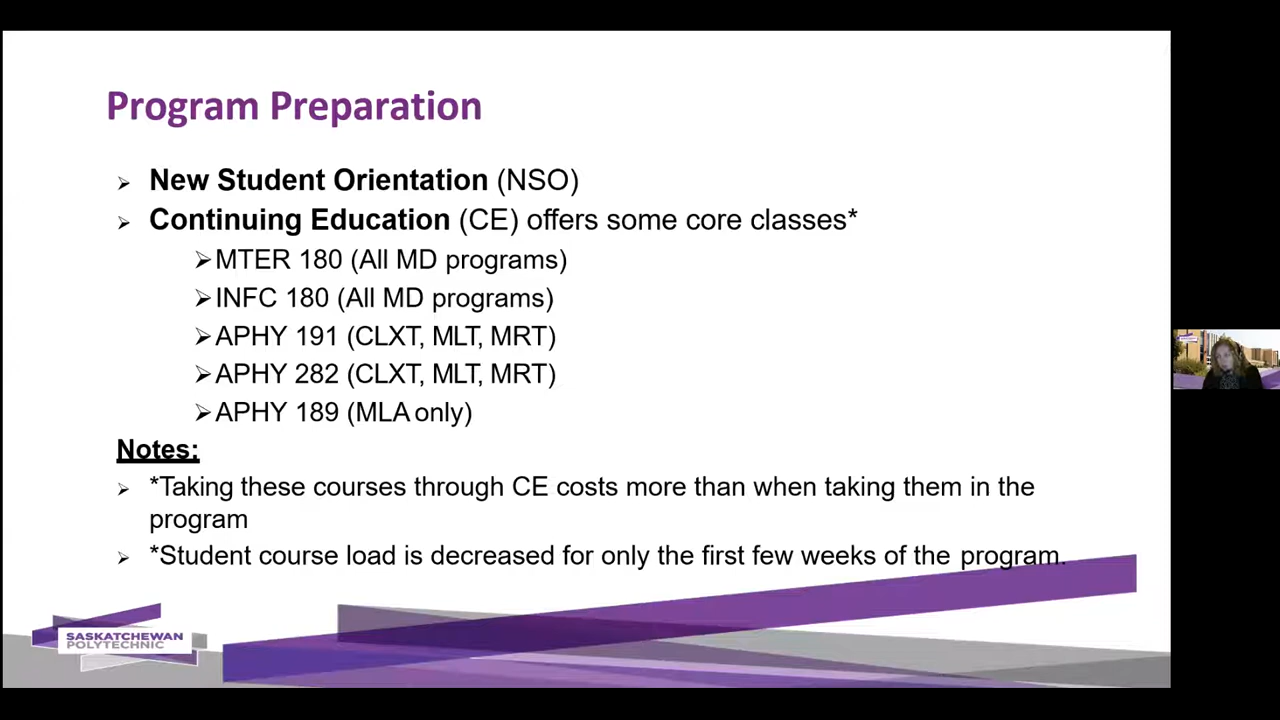 Program Preparation
➢ New Student Orientation (NSO)
➢ Continuing Education (CE) offers some core classes*
➢MTER 180 (All MD programs)
➢INFC 180 (All MD programs)
➢APHY 191 (CLXT, MLT, MRT)
➢APHY 282 (CLXT, MLT, MRT)
➢APHY 189 (MLA only)
Notes:
➢ *Taking these courses through CE costs more than when taking them in the
program
➢ *Student course load is decreased for only the first few weeks of the program.
SASKATCHEWAN
POLYTECHNIC